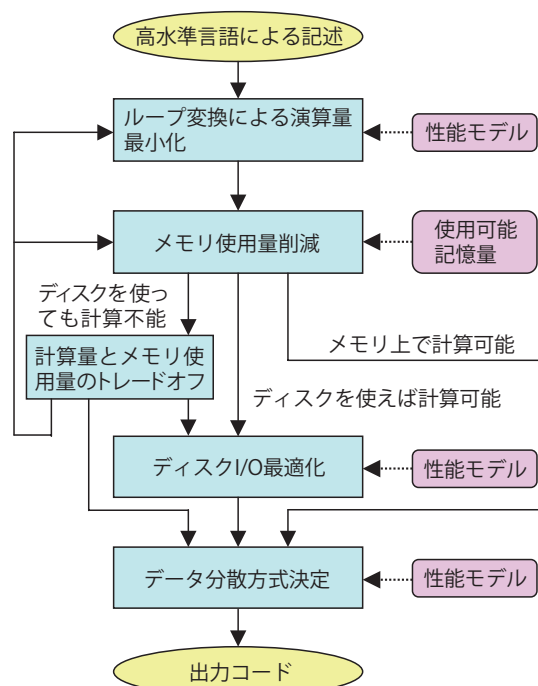 高水準言語による記述
ループ変換による演算量
最小化
性能モデル
メモリ使用量削減
使用可能
記憶量
ディスクを使っ
ても計算不能
メモリ上で計算可能
計算量とメモリ使
用量のトレードオフ
ディスクを使えば計算可能
ディスクI/O最適化
性能モデル
データ分散方式決定
性能モデル
出力コード